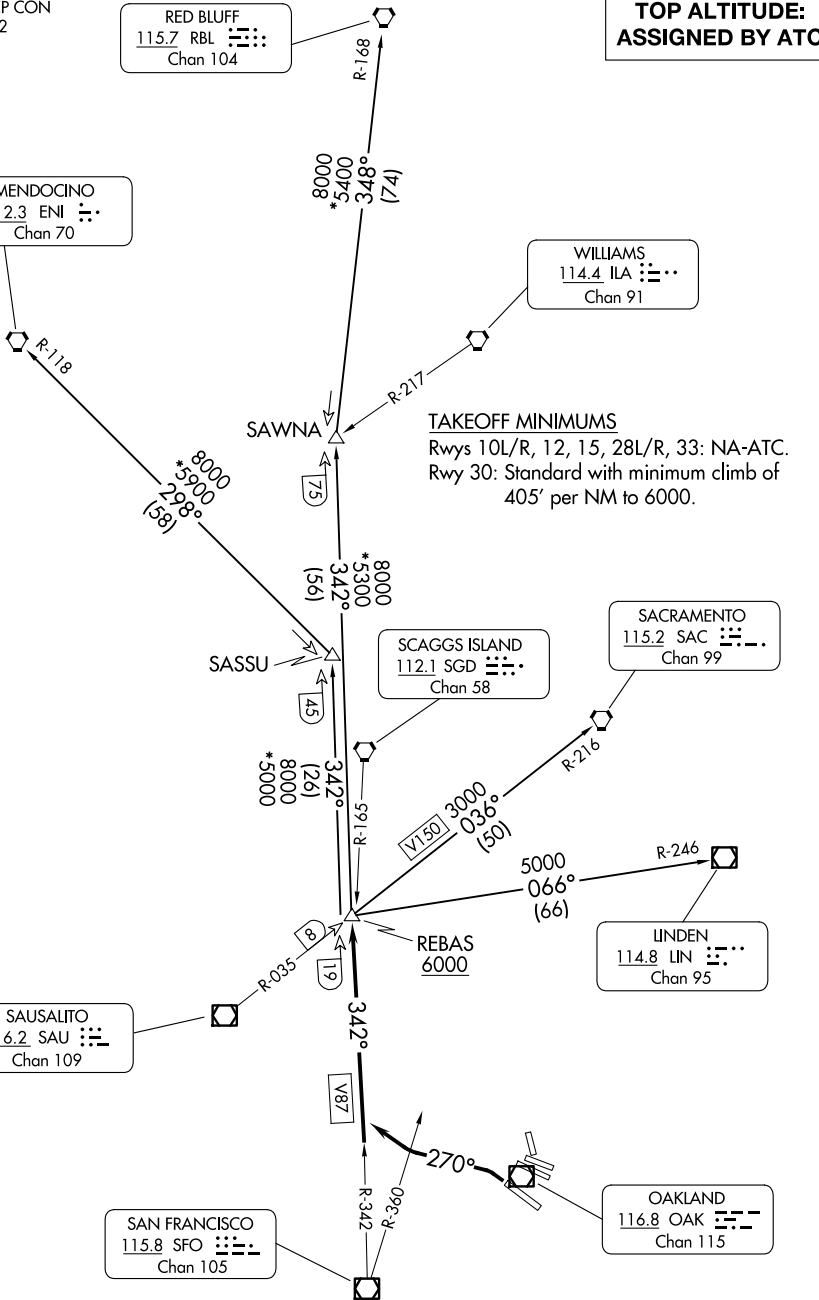 P CON
2
RED BLUFF
115.7 RBL
Chan 104
TOP ALTITUDE:
ASSIGNED BY ATC
R-168
8000
*5400
348°
(74)
MENDOCINO
2.3 ENI
Chan 70
WILLIAMS
114.4 ILA
Chan 91
R-118
R-217
SAWNA
TAKEOFF MINIMUMS
Rwys 10L/R, 12, 15, 28L/R, 33: NA-ATC.
Rwy 30: Standard with minimum climb of
405' per NM to 6000.
75
8000
*5900
298°
(58)
8000
*5300
342°
(56)
SACRAMENTO
115.2 SAC
Chan 99
SCAGGS ISLAND
112.1 SGD
Chan 58
SASSU
45
R-216
342°
(26)
8000
*5000
R-195
V150
3000
036°
(50)
5000
066°
(66)
R-246
8
R-035
19
REBAS
6000
LINDEN
114.8 LIN
Chan 95
SAUSALITO
6.2 SAU
Chan 109
342°
V87
270°
R-342
R-360
OAKLAND
116.8 OAK
Chan 115
SAN FRANCISCO
115.8 SFO
Chan 105